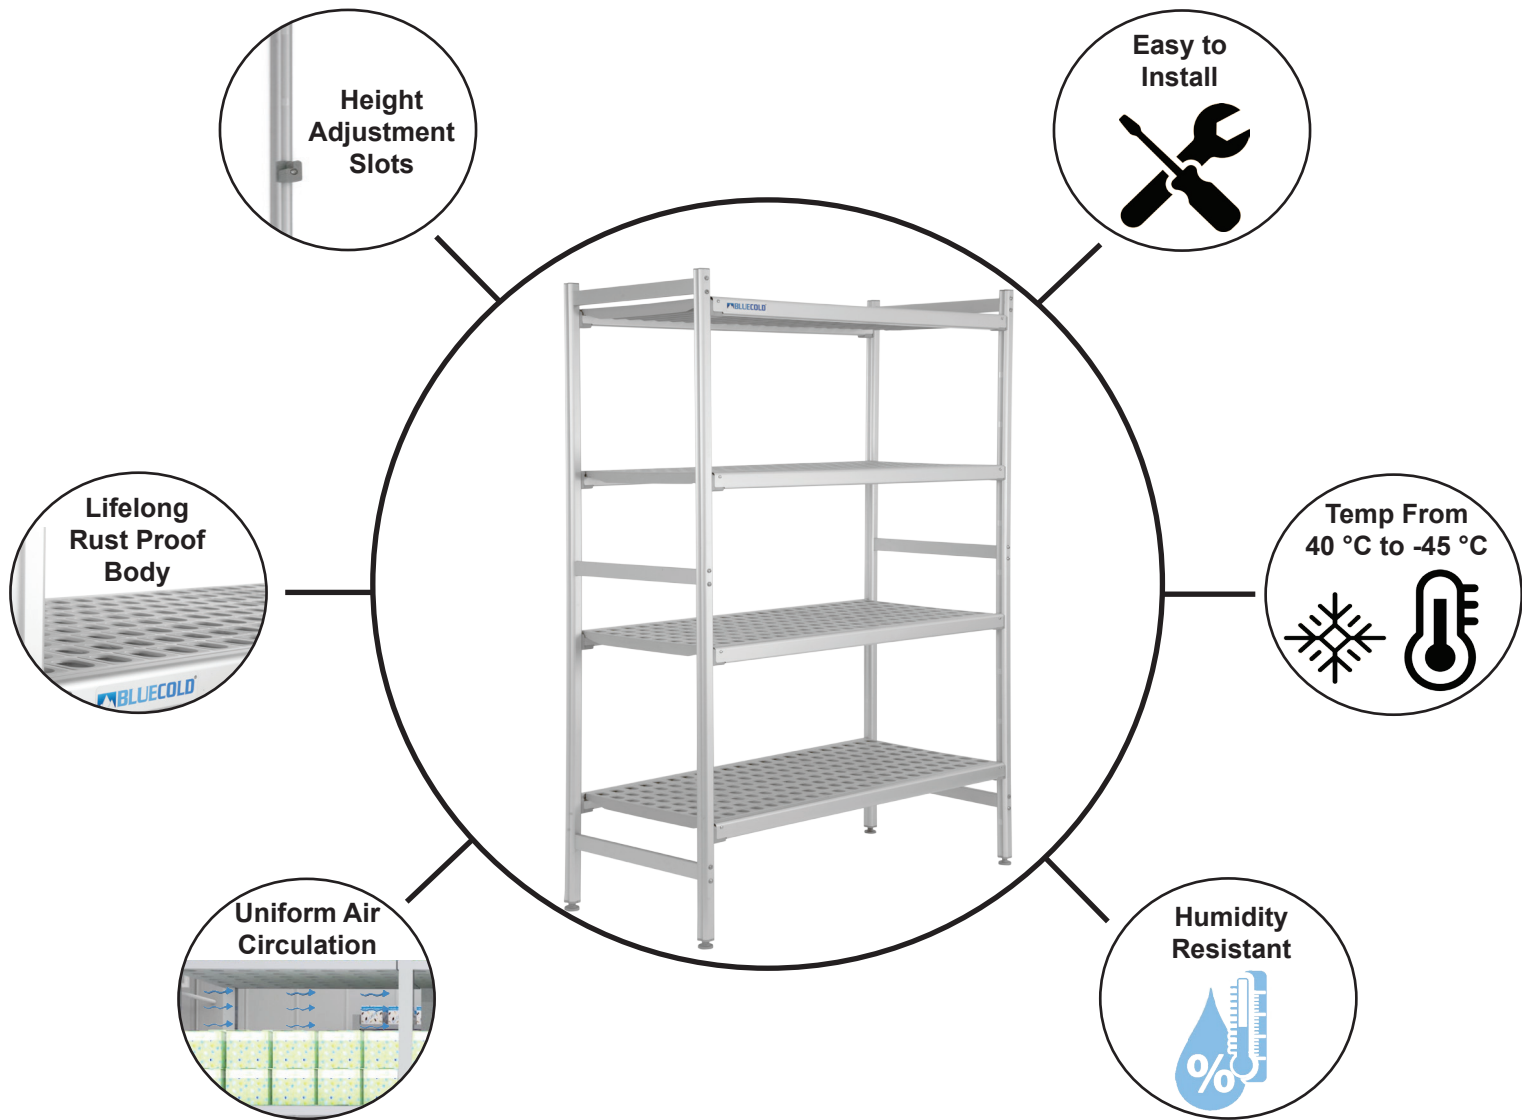 Height
Adjustment
Slots
Easy to
Install
BLUECOLD
Lifelong
Rust Proof
Body
BLUECOLD®
Temp From
40 °C to -45 °C
Uniform Air
Circulation
Humidity
Resistant
%